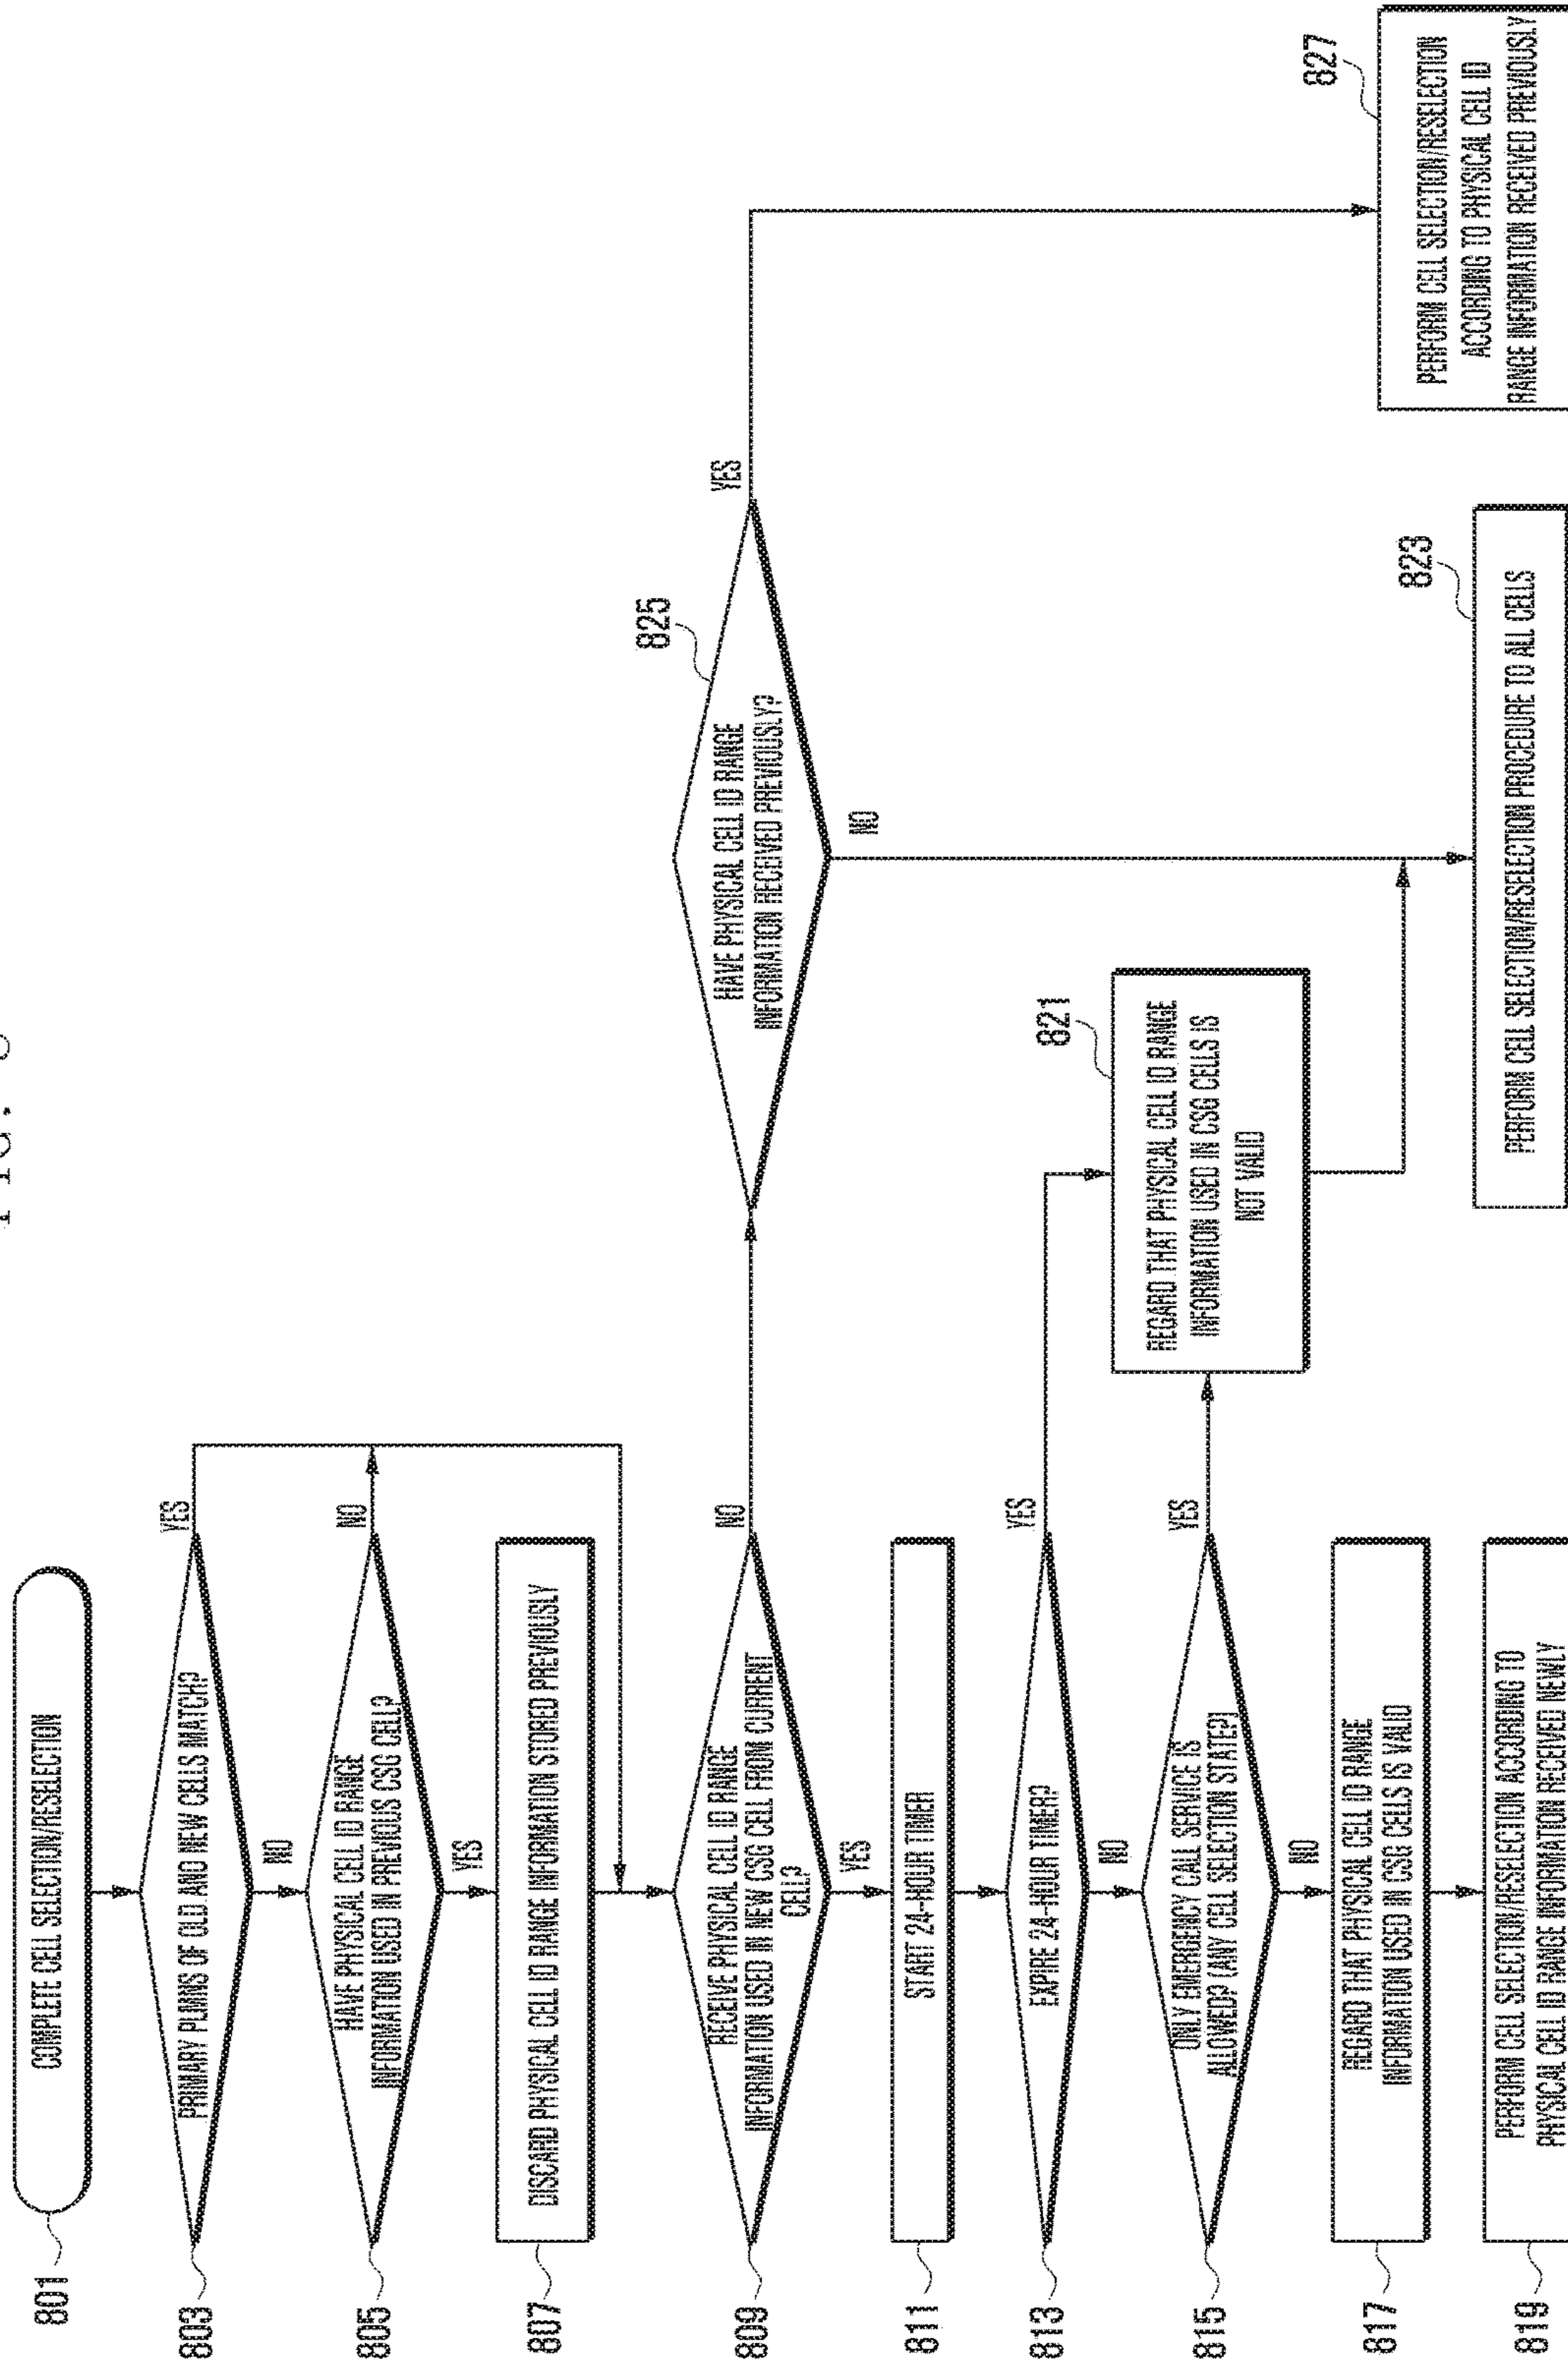 FIG. 8
801
COMPLETE CELL SELECTION/RESELECTION
803
PRIMARY PLMNS OF OLD AND NEW CELLS MATCH?
YES
NO
805
HAVE PHYSICAL CELL ID RANGE
INFORMATION USED IN PREVIOUS CSG CELL?
NO
YES
807
DISCARD PHYSICAL CELL ID RANGE INFORMATION STORED PREVIOUSLY
809
RECEIVE PHYSICAL CELL ID RANGE
INFORMATION USED IN NEW CSG CELL FROM CURRENT
CELL?
NO
YES
825
HAVE PHYSICAL CELL ID RANGE
INFORMATION RECEIVED PREVIOUSLY?
YES
NO
811
START 24-HOUR TIMER
813
EXPIRE 24-HOUR TIMER?
YES
NO
815
ONLY EMERGENCY CALL SERVICE IS
ALLOWED? (ANY CELL SELECTION STATE?)
YES
NO
821
REGARD THAT PHYSICAL CELL ID RANGE
INFORMATION USED IN CSG CELLS IS
NOT VALID
817
REGARD THAT PHYSICAL CELL ID RANGE
INFORMATION USED IN CSG CELLS IS VALID
819
PERFORM CELL SELECTION/RESELECTION ACCORDING TO
PHYSICAL CELL ID RANGE INFORMATION RECEIVED NEWLY
823
PERFORM CELL SELECTION/RESELECTION PROCEDURE TO ALL CELLS
827
PERFORM CELL SELECTION/RESELECTION
ACCORDING TO PHYSICAL CELL ID
RANGE INFORMATION RECEIVED PREVIOUSLY